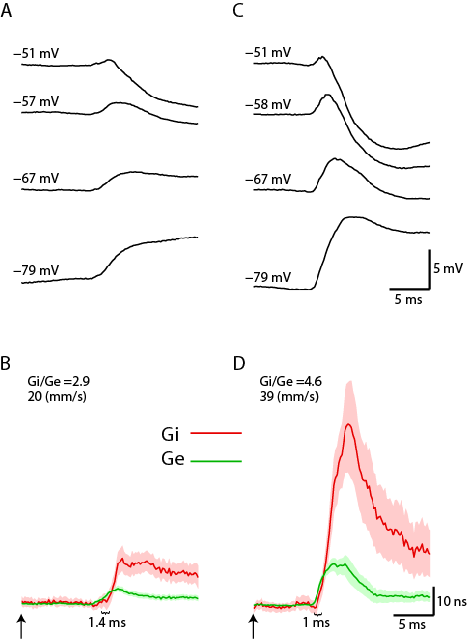 A
−51 mV
−57 mV
−67 mV
−79 mV
C
−51 mV
−58 mV
−67 mV
−79 mV
5 mV
5 ms
B
Gi/Ge =2.9
20 (mm/s)
Gi
Ge
1.4 ms
D
Gi/Ge =4.6
39 (mm/s)
1 ms
10 ns
5 ms